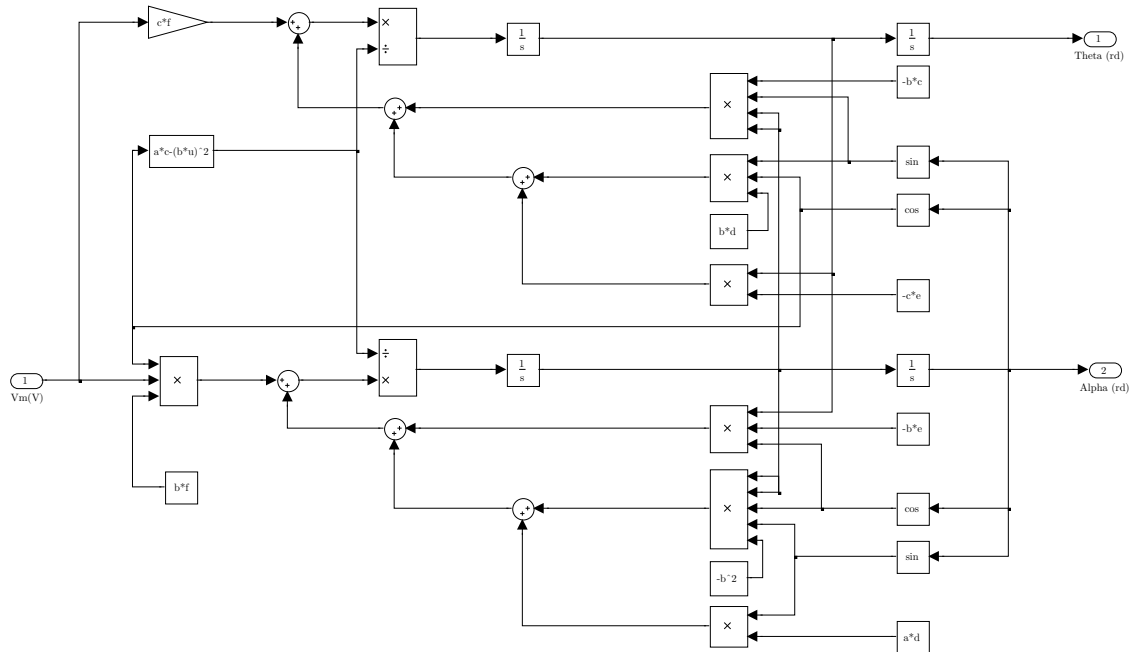 c*f
×
÷
1
s
1
s
1
Theta (rd)
-b*c
×
a*c-(b*u)^2
×
sin
cos
b*d
×
-c*e
÷
×
1
s
1
s
1
Vm(V)
×
2
Alpha (rd)
×
-b*e
b*f
×
cos
sin
-b^2
×
a*d